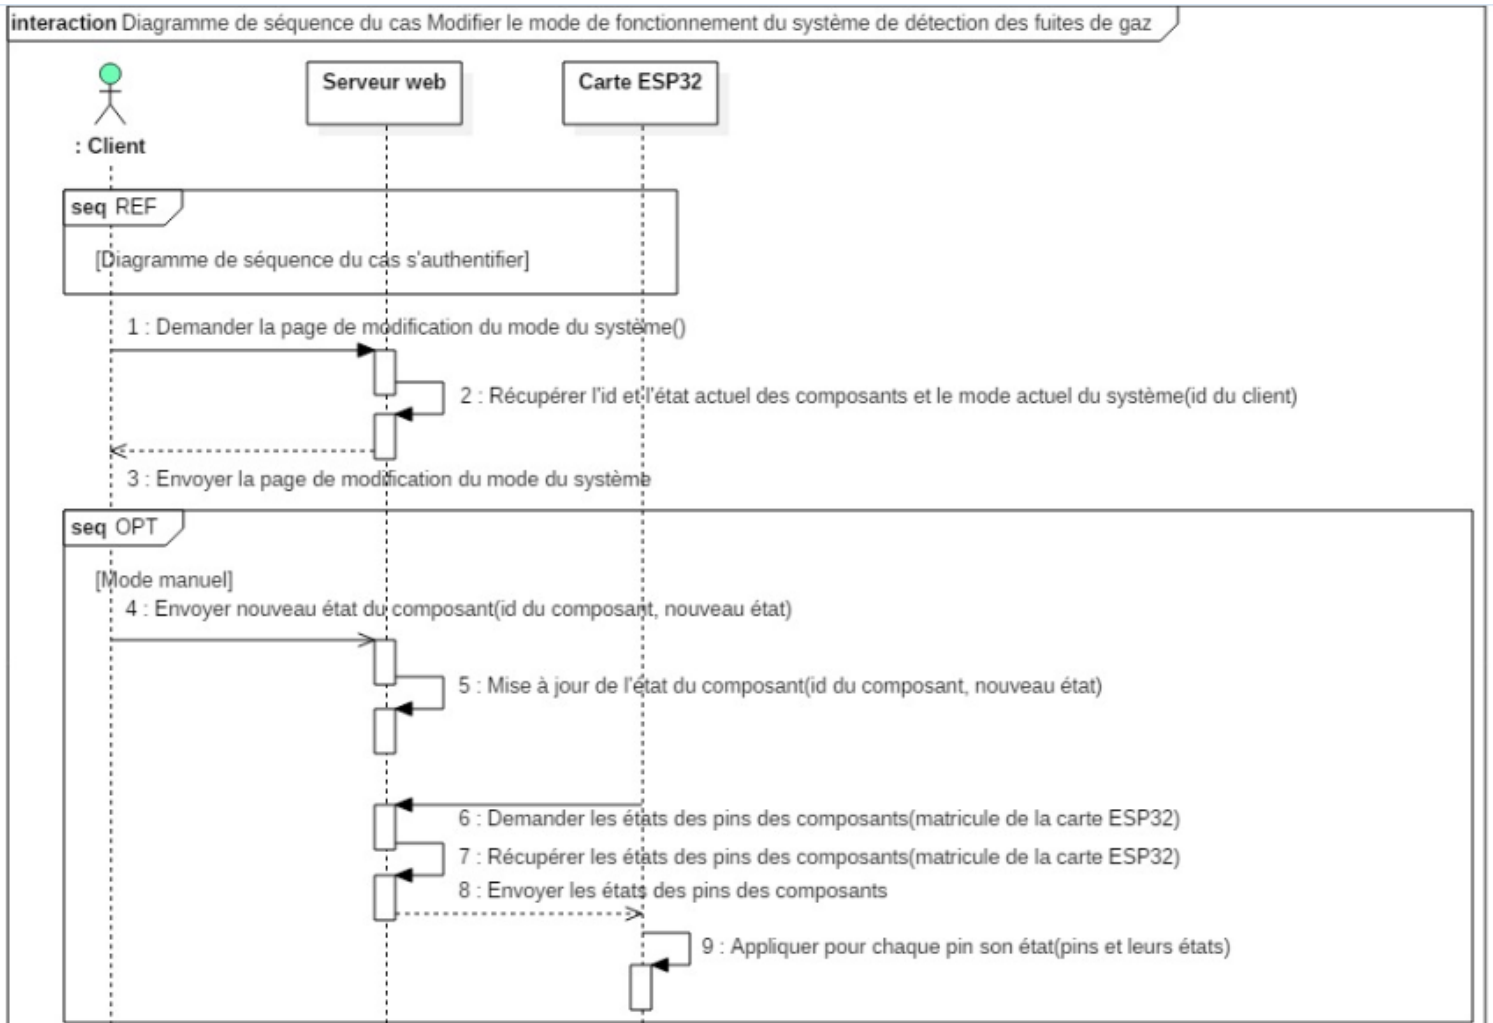 interaction Diagramme de séquence du cas Modifier le mode de fonctionnement du système de détection des fuites de gaz
Serveur web
Carte ESP32
: Client
seq REF
[Diagramme de séquence du cas s'authentifier]
1 : Demander la page de modification du mode du système()
2 : Récupérer l'id et l'état actuel des composants et le mode actuel du système(id du client)
3 : Envoyer la page de modification du mode du système
seq OPT
[Mode manuel]
4 : Envoyer nouveau état du composant(id du composant, nouveau état)
5 : Mise à jour de l'état du composant(id du composant, nouveau état)
6 : Demander les états des pins des composants(matricule de la carte ESP32)
7 : Récupérer les états des pins des composants(matricule de la carte ESP32)
8 : Envoyer les états des pins des composants
9 : Appliquer pour chaque pin son état(pins et leurs états)